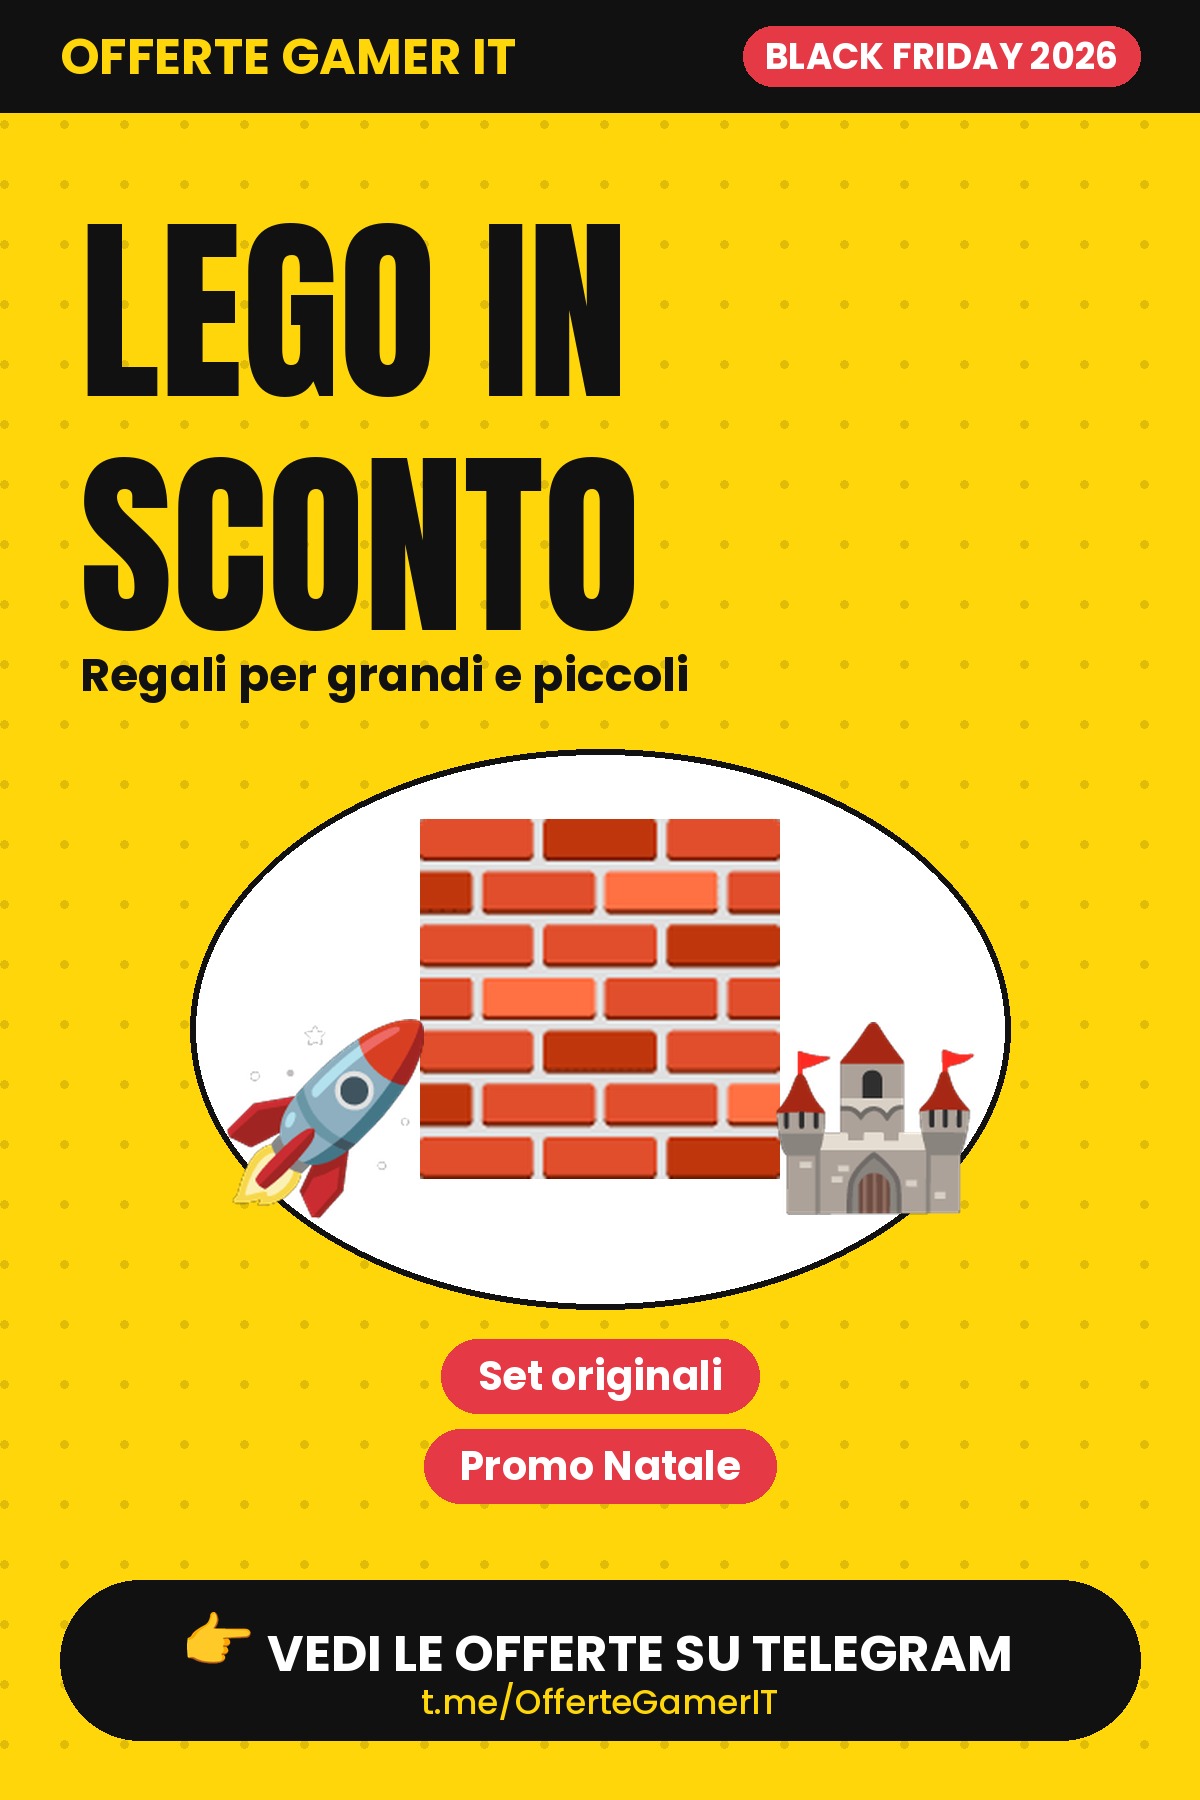 OFFERTE GAMER IT
BLACK FRIDAY 2026
LEGO IN
SCONTO
Regali per grandi e piccoli
Set originali
Promo Natale
VEDI LE OFFERTE SU TELEGRAM
t.me/OfferteGamerIT